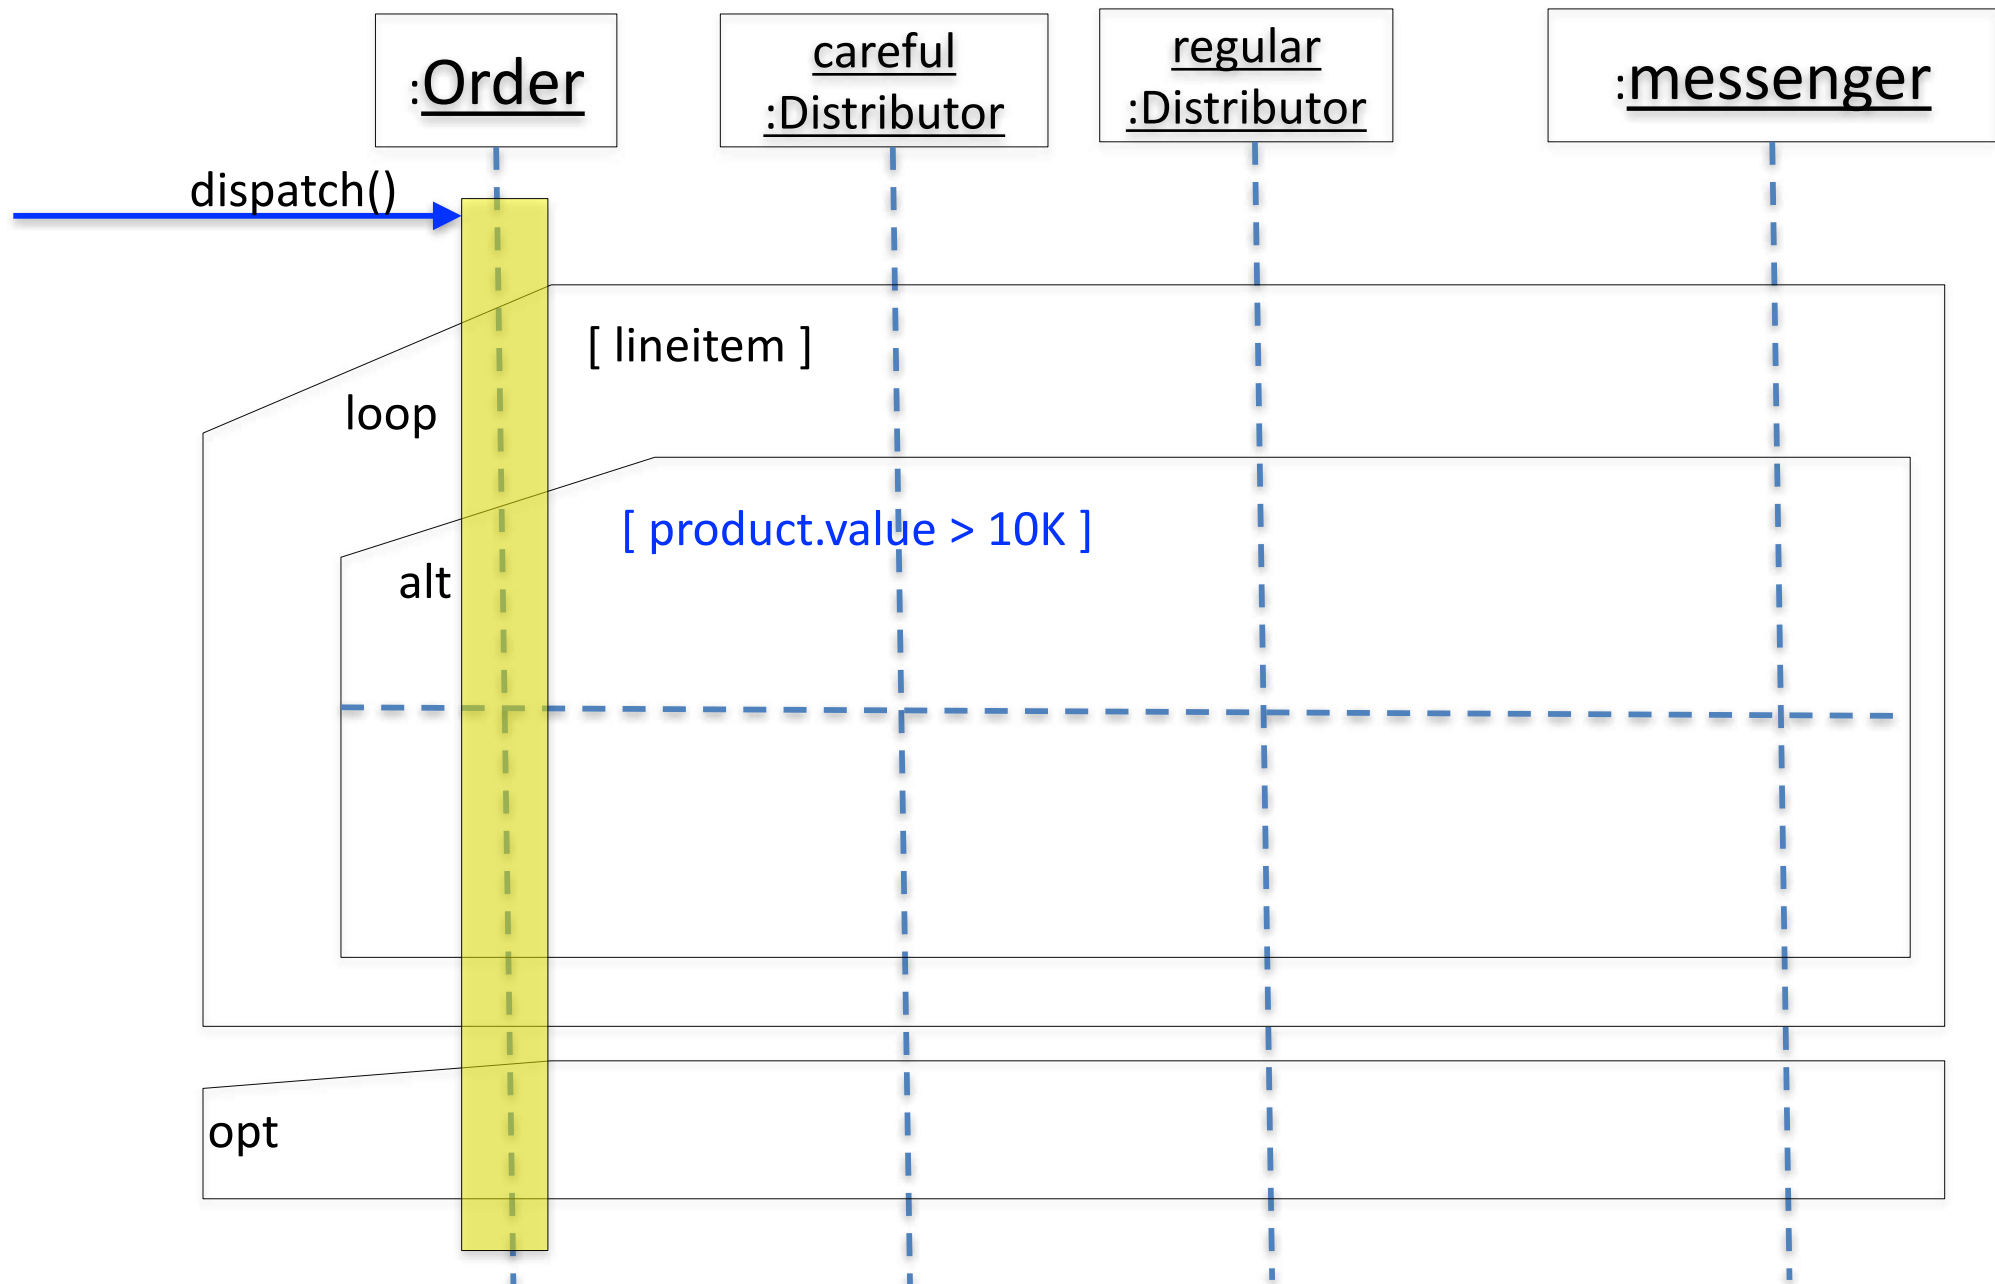 :Order
careful
:Distributor
regular
:Distributor
:messenger
dispatch()
[ lineitem ]
loop
[ product.value > 10K ]
alt
opt